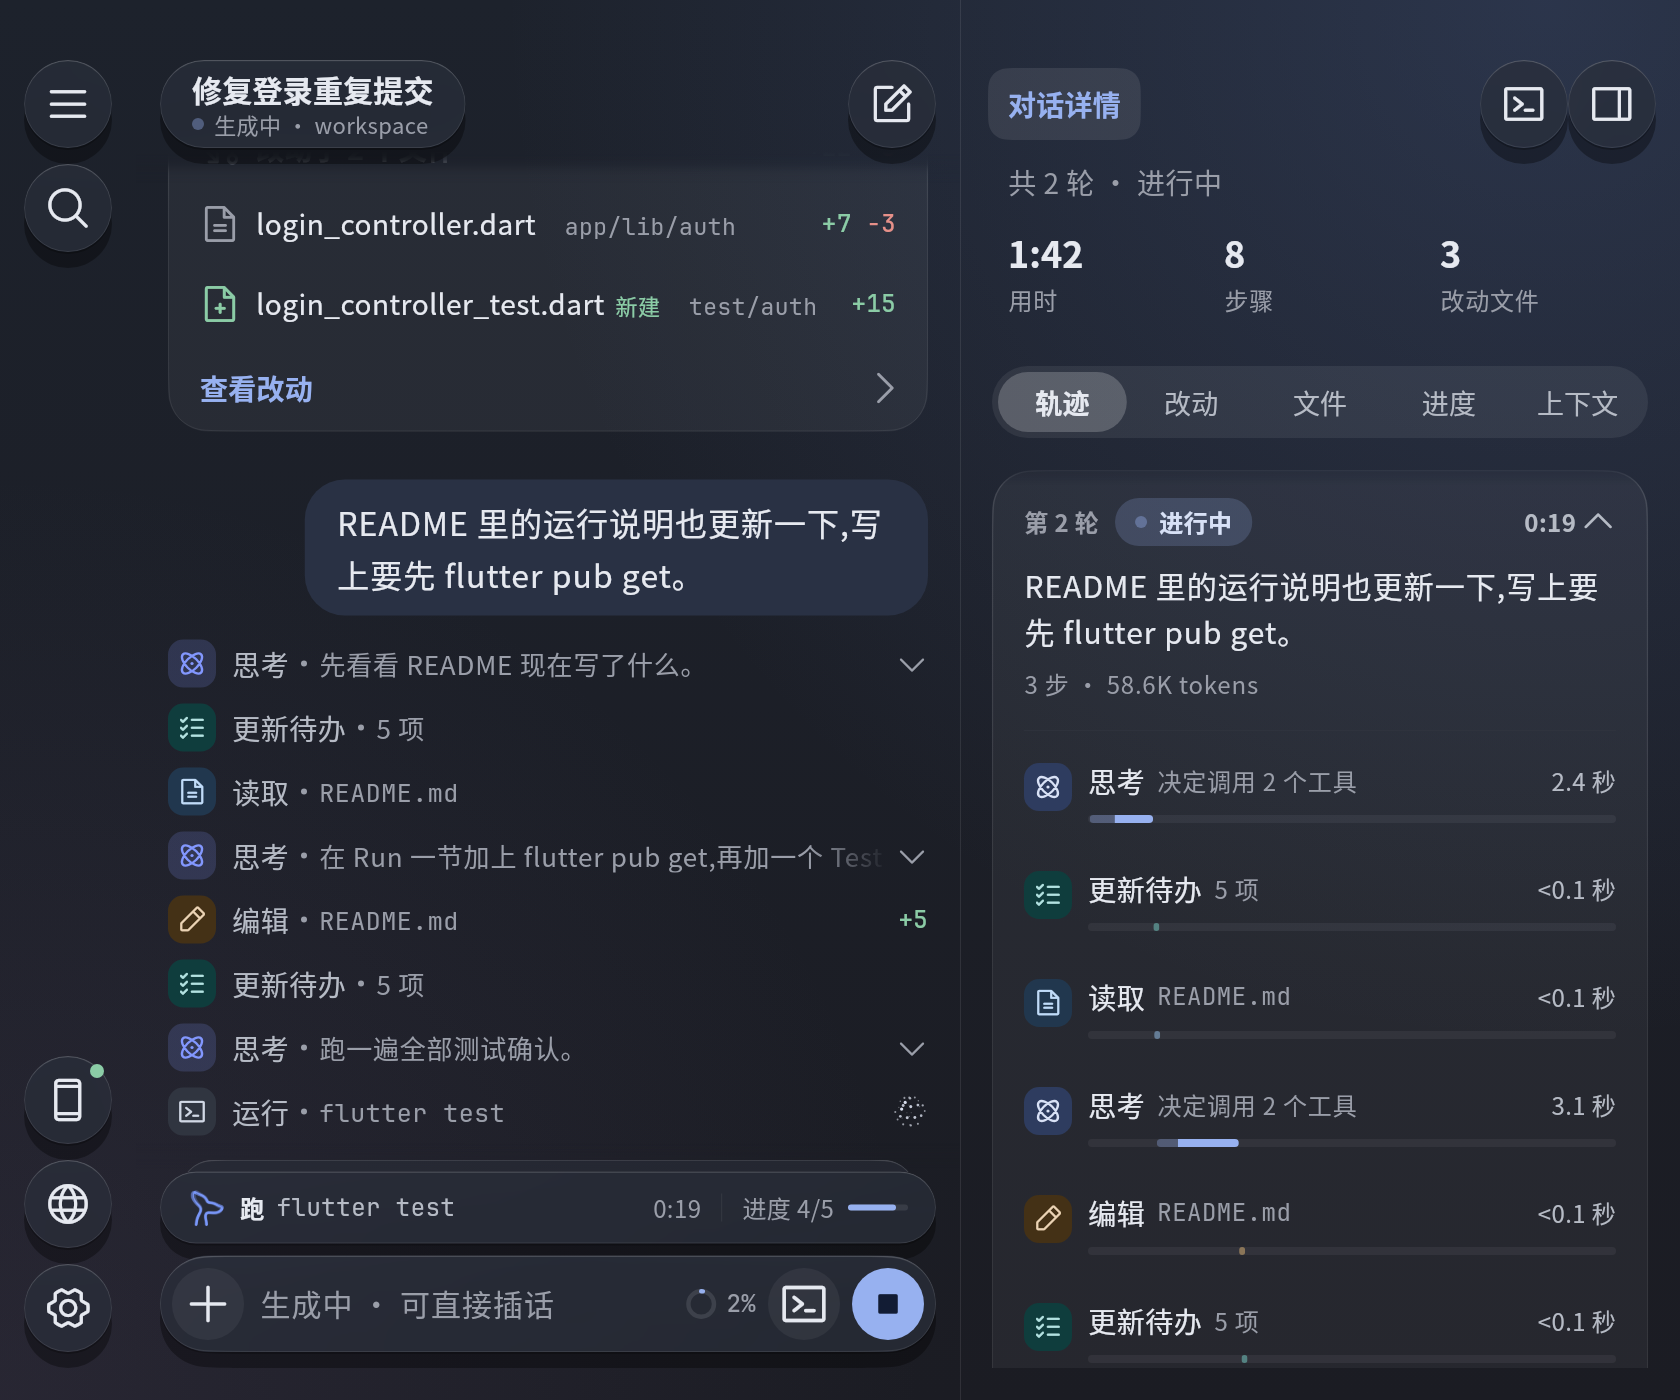 修复登录重复提交
生成中 • workspace
login_controller.dart app/lib/auth +7 -3
login_controller_test.dart 新建 test/auth +15
查看改动
README 里的运行说明也更新一下,写
上要先 flutter pub get。
思考 • 先看看 README 现在写了什么。
更新待办 • 5 项
读取 • README.md
思考 • 在 Run 一节加上 flutter pub get,再加一个 Test
编辑 • README.md +5
更新待办 • 5 项
思考 • 跑一遍全部测试确认。
运行 • flutter test
跑 flutter test 0:19 进度 4/5
生成中 • 可直接插话 2%
对话详情
共 2 轮 • 进行中
1:42 8 3
用时 步骤 改动文件
轨迹 改动 文件 进度 上下文
第 2 轮 进行中 0:19
README 里的运行说明也更新一下,写上要
先 flutter pub get。
3 步 • 58.6K tokens
思考 决定调用 2 个工具 2.4 秒
更新待办 5 项 <0.1 秒
读取 README.md <0.1 秒
思考 决定调用 2 个工具 3.1 秒
编辑 README.md <0.1 秒
更新待办 5 项 <0.1 秒